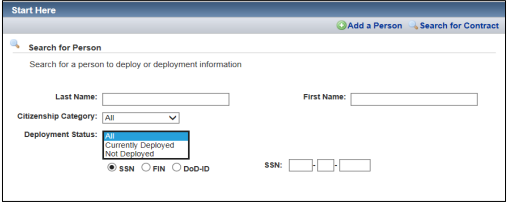 Start Here
Add a Person Search for Contract
Search for Person
Search for a person to deploy or deployment information
Last Name: First Name:
Citizenship Category: All
Deployment Status: All
Currently Deployed
Not Deployed
SSN FIN DoD-ID SSN: - -